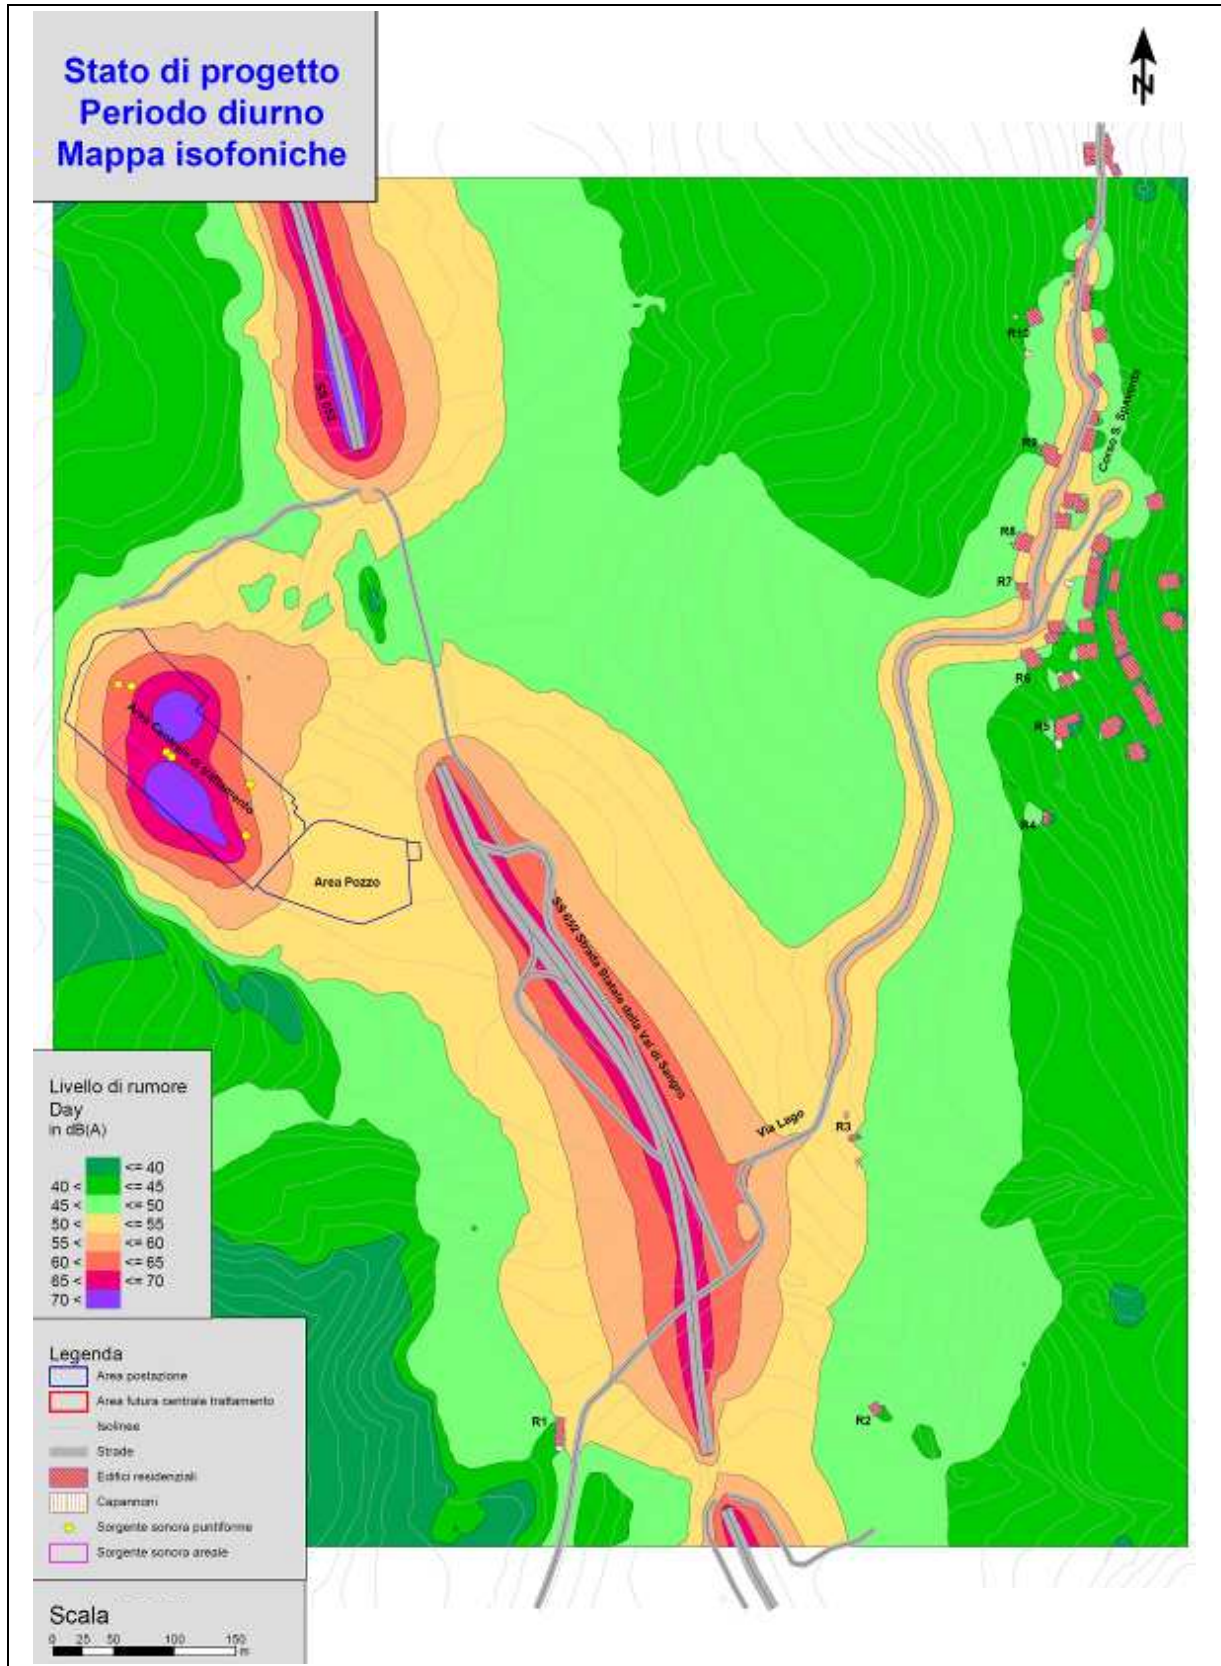 Stato di progetto
Periodo diurno
Mappa isofoniche
N
SS 652
R10
Corso S. Spaventa
R9
R8
R7
R6
R5
R4
Area Centrale di trattamento
Area Pozzo
SS 652 Strada Statale della Val di Sangro
Via Lago
R3
R1
R2
Livello di rumore
Day
in dB(A)
<= 40
40 < <= 45
45 < <= 50
50 < <= 55
55 < <= 60
60 < <= 65
65 < <= 70
70 <
Legenda
Area postazione
Area futura centrale trattamento
Isolinee
Strade
Edifici residenziali
Capannoni
Sorgente sonora puntiforme
Sorgente sonora areale
Scala
0 25 50 100 150
m